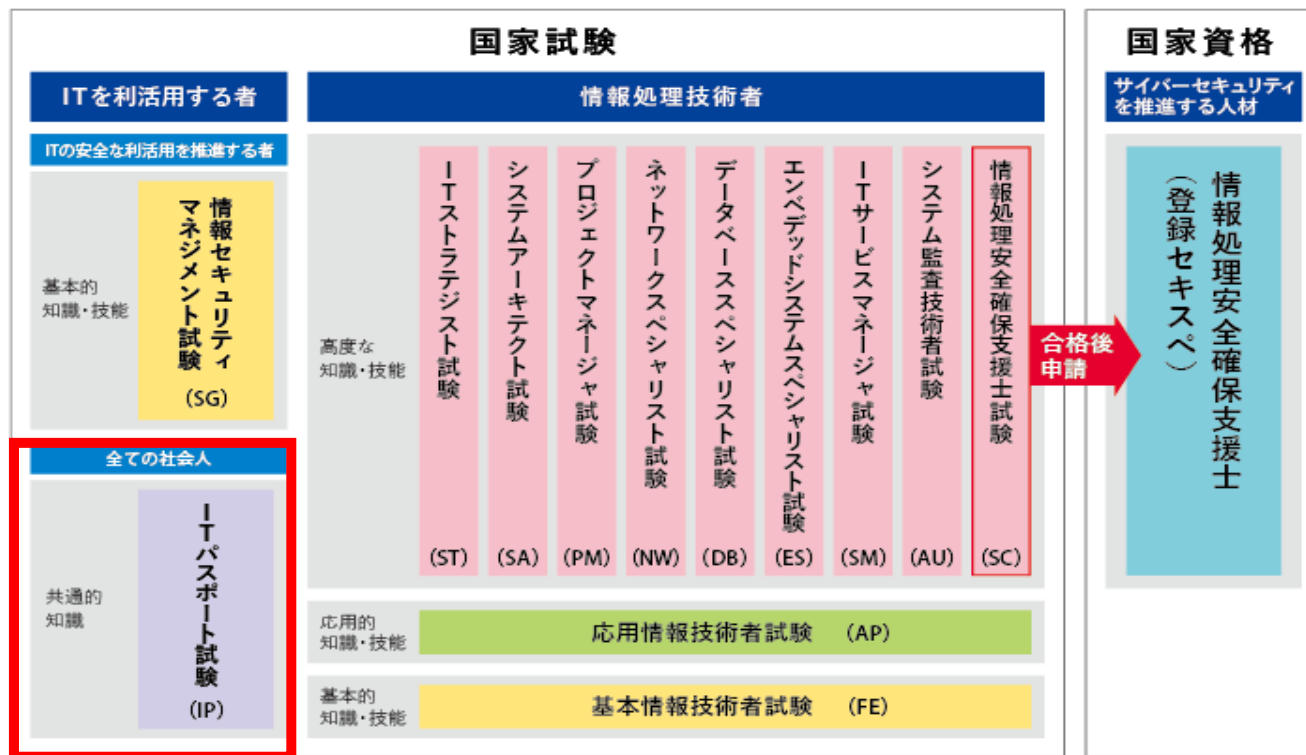 国家試験
国家資格
ITを利活用する者
情報処理技術者
サイバーセキュリティ
を推進する人材
ITの安全な利活用を推進する者
基本的
知識・技能
情報セキュリティ
マネジメント試験
(SG)
全ての社会人
共通的
知識
ITパスポート試験
(IP)
高度な
知識・技能
ITストラテジスト試験
(ST)
システムアーキテクト試験
(SA)
プロジェクトマネージャ試験
(PM)
ネットワークスペシャリスト試験
(NW)
データベーススペシャリスト試験
(DB)
エンベデッドシステムスペシャリスト試験
(ES)
ITサービスマネージャ試験
(SM)
システム監査技術者試験
(AU)
情報処理安全確保支援士試験
(SC)
合格後
申請
情報処理安全確保支援士
(登録セキスペ)
応用的
知識・技能
応用情報技術者試験 (AP)
基本的
知識・技能
基本情報技術者試験 (FE)